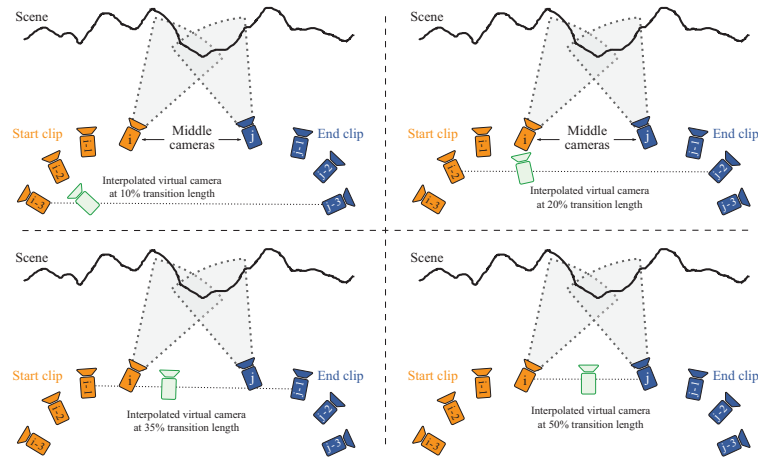 Scene
Start clip
Middle
cameras
End clip
i
j
i-1
j-1
i-2
j-2
i-3
j-3
Interpolated virtual camera
at 10% transition length
Scene
Start clip
Middle
cameras
End clip
i
j
i-1
j-1
i-2
j-2
i-3
j-3
Interpolated virtual camera
at 20% transition length
Scene
Start clip
End clip
i
j
i-1
j-1
i-2
j-2
i-3
j-3
Interpolated virtual camera
at 35% transition length
Scene
Start clip
End clip
i
j
i-1
j-1
i-2
j-2
i-3
j-3
Interpolated virtual camera
at 50% transition length